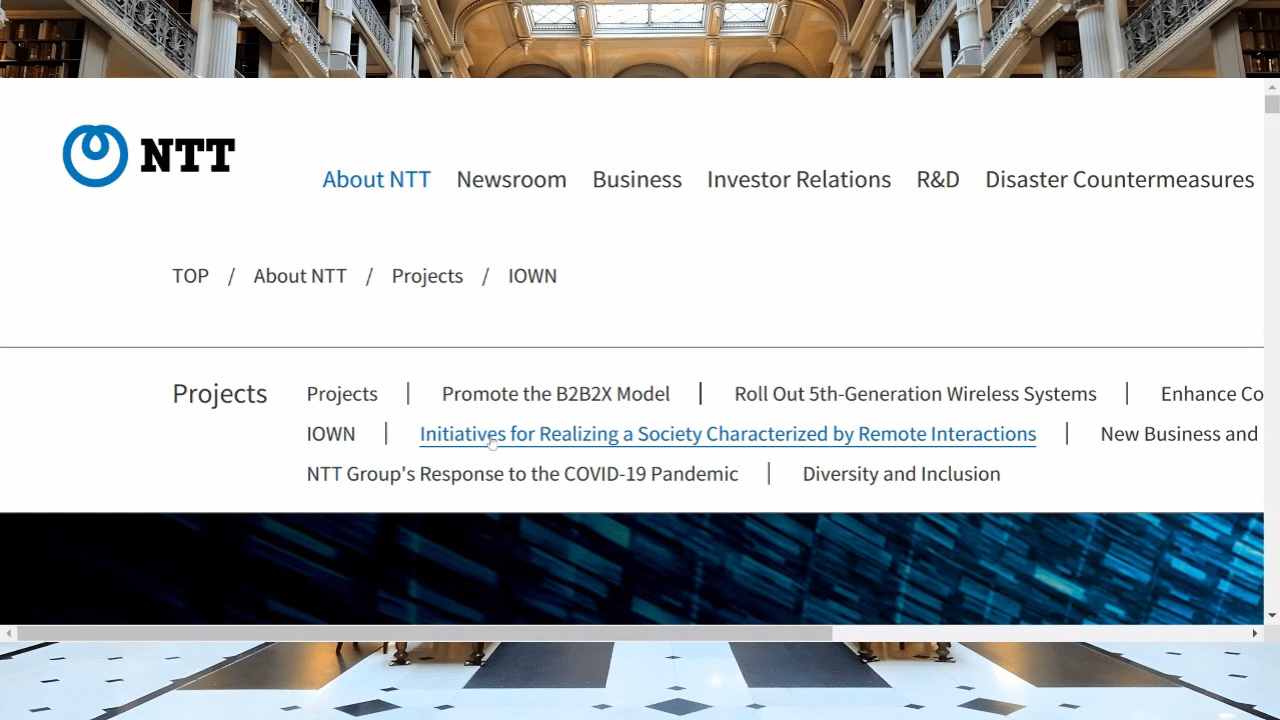 NTT
About NTT Newsroom Business Investor Relations R&D Disaster Countermeasures
TOP / About NTT / Projects / IOWN
Projects Projects | Promote the B2B2X Model | Roll Out 5th-Generation Wireless Systems | Enhance Co
IOWN | Initiatives for Realizing a Society Characterized by Remote Interactions | New Business and
NTT Group's Response to the COVID-19 Pandemic | Diversity and Inclusion